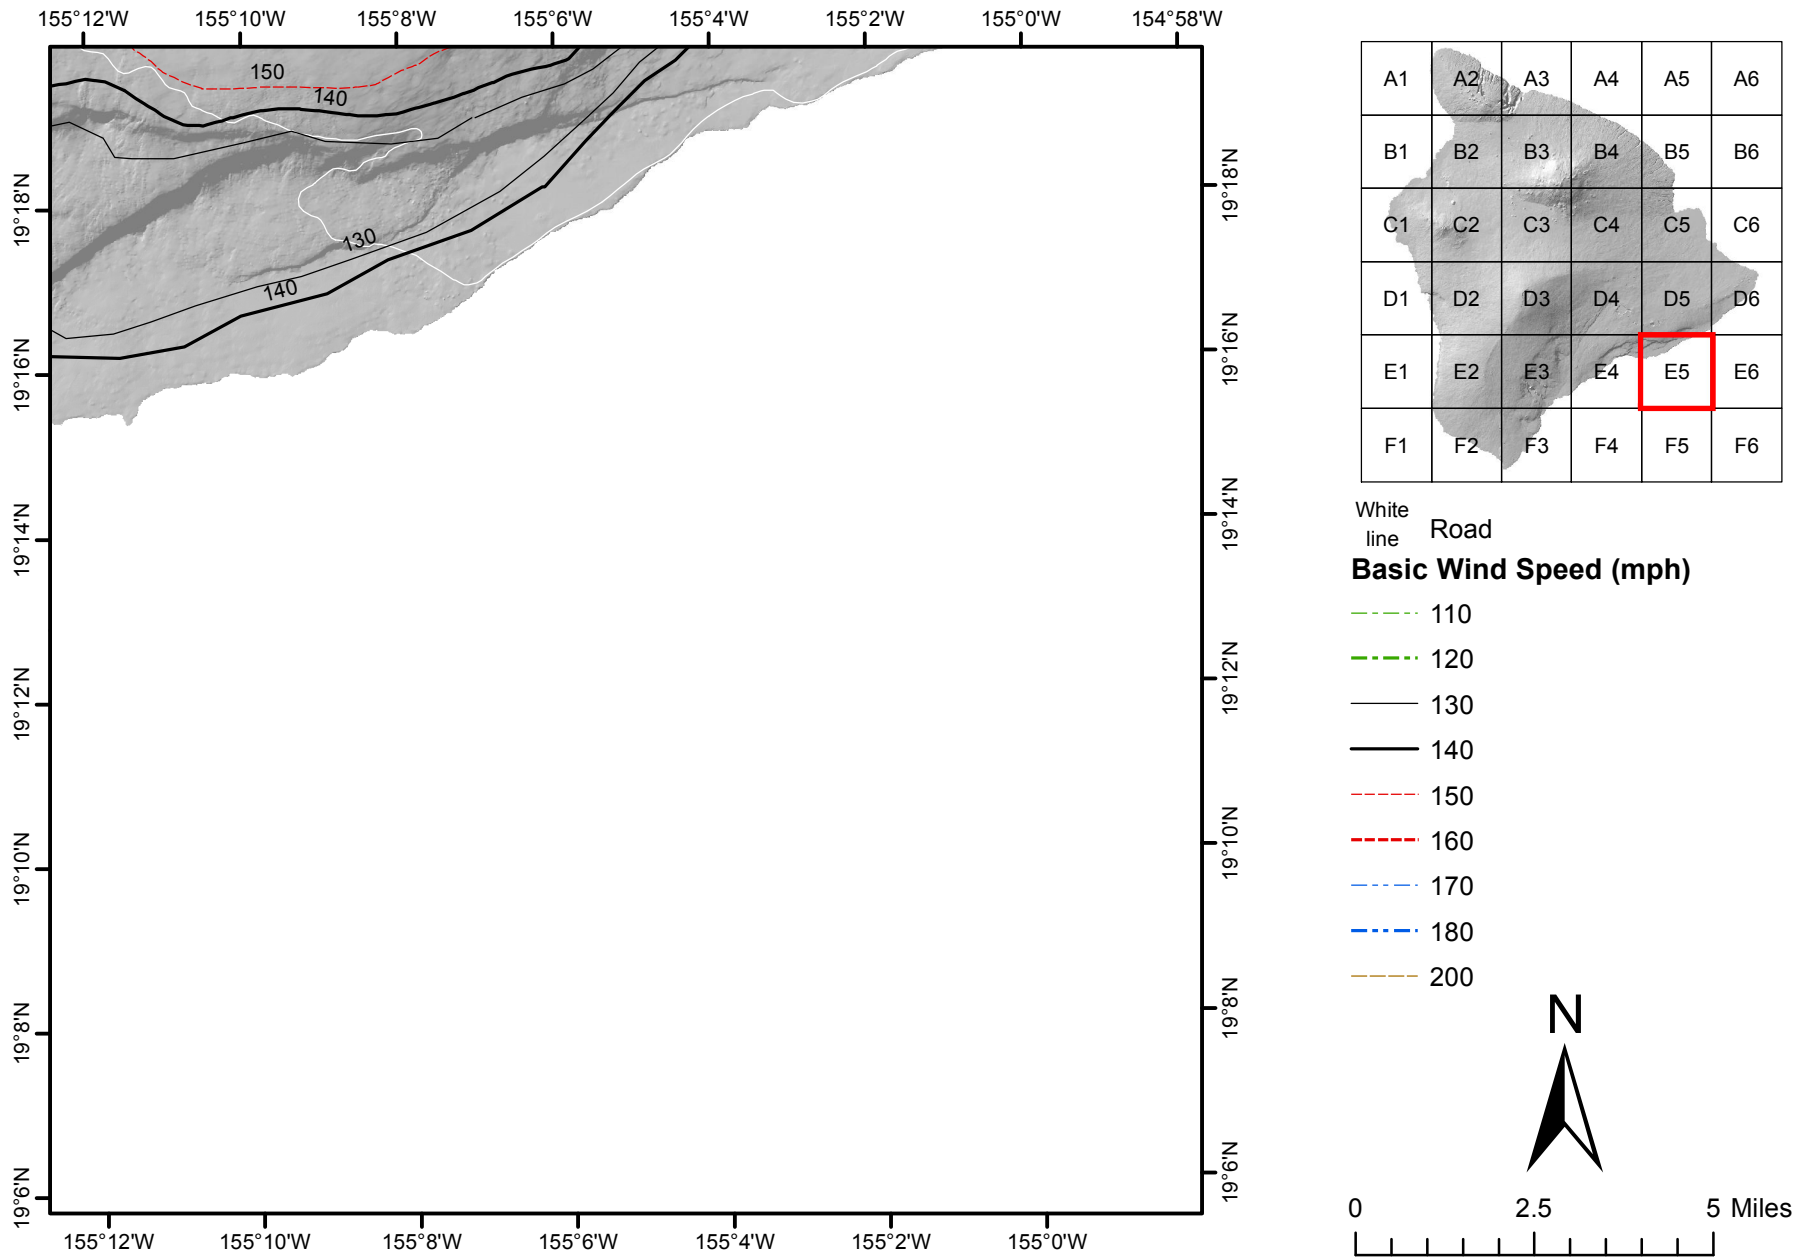 155°12'W 155°10'W 155°8'W 155°6'W 155°4'W 155°2'W 155°0'W 154°58'W
150
140
130
140
19°18'N
19°16'N
19°14'N
19°12'N
19°10'N
19°8'N
19°6'N
19°18'N
19°16'N
19°14'N
19°12'N
19°10'N
19°8'N
19°6'N
155°12'W 155°10'W 155°8'W 155°6'W 155°4'W 155°2'W 155°0'W
A1 A2 A3 A4 A5 A6
B1 B2 B3 B4 B5 B6
C1 C2 C3 C4 C5 C6
D1 D2 D3 D4 D5 D6
E1 E2 E3 E4 E5 E6
F1 F2 F3 F4 F5 F6
White
line Road
Basic Wind Speed (mph)
110
120
130
140
150
160
170
180
200
N
0 2.5 5 Miles